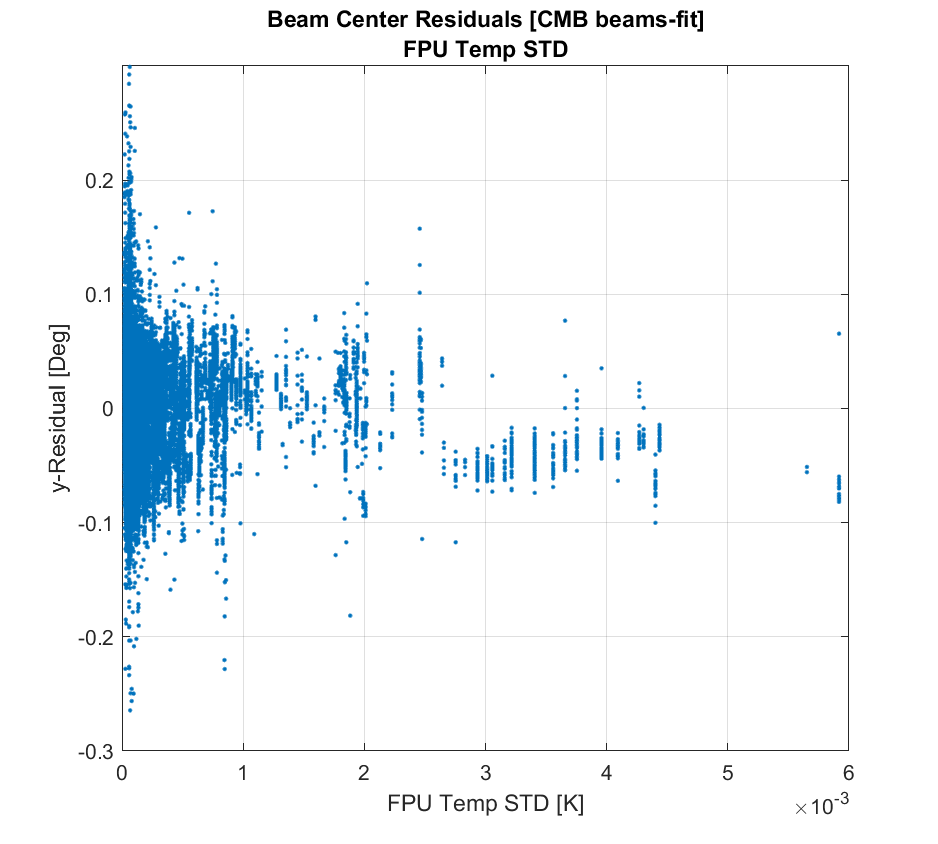 Beam Center Residuals [CMB beams-fit]
FPU Temp STD
y-Residual [Deg]
0.2
0.1
0
-0.1
-0.2
-0.3
0 1 2 3 4 5 6
FPU Temp STD [K]
×10⁻³